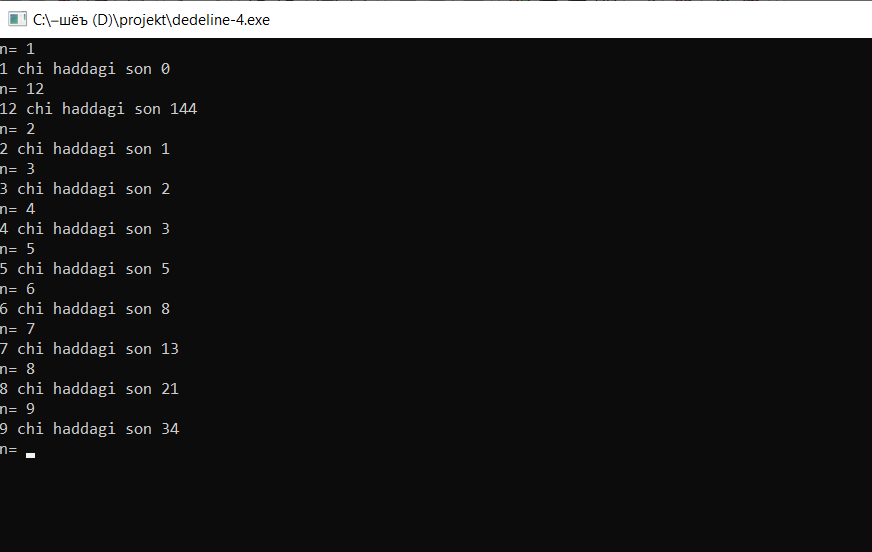 C:\–шёъ (D)\projekt\dedeline-4.exe
n= 1
1 chi haddagi son 0
n= 12
12 chi haddagi son 144
n= 2
2 chi haddagi son 1
n= 3
3 chi haddagi son 2
n= 4
4 chi haddagi son 3
n= 5
5 chi haddagi son 5
n= 6
6 chi haddagi son 8
n= 7
7 chi haddagi son 13
n= 8
8 chi haddagi son 21
n= 9
9 chi haddagi son 34
n=